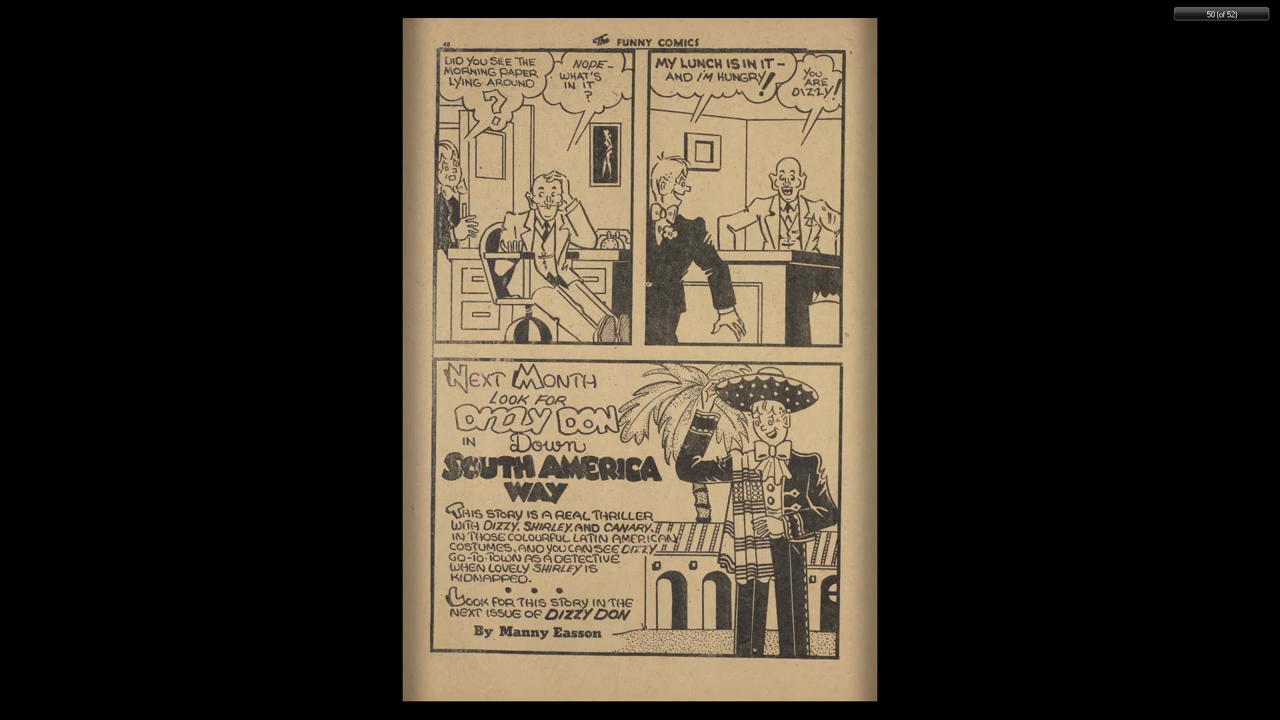 50 (of 52)
48
The FUNNY COMICS
DID YOU SEE THE
MORNING PAPER
LYING AROUND
?
NOPE -
WHAT'S
IN IT
?
MY LUNCH IS IN IT -
AND I'M HUNGRY!
YOU
ARE
DIZZY!
NEXT MONTH
LOOK FOR
DIZZY DON
IN Down
SOUTH AMERICA
WAY
THIS STORY IS A REAL THRILLER
WITH DIZZY, SHIRLEY, AND CANARY,
IN THOSE COLOURFUL LATIN AMERICAN
COSTUMES, AND YOU CAN SEE DIZZY
GO-TO-TOWN AS A DETECTIVE
WHEN LOVELY SHIRLEY IS
KIDNAPPED.
LOOK FOR THIS STORY IN THE
NEXT ISSUE OF DIZZY DON
By Manny Easson